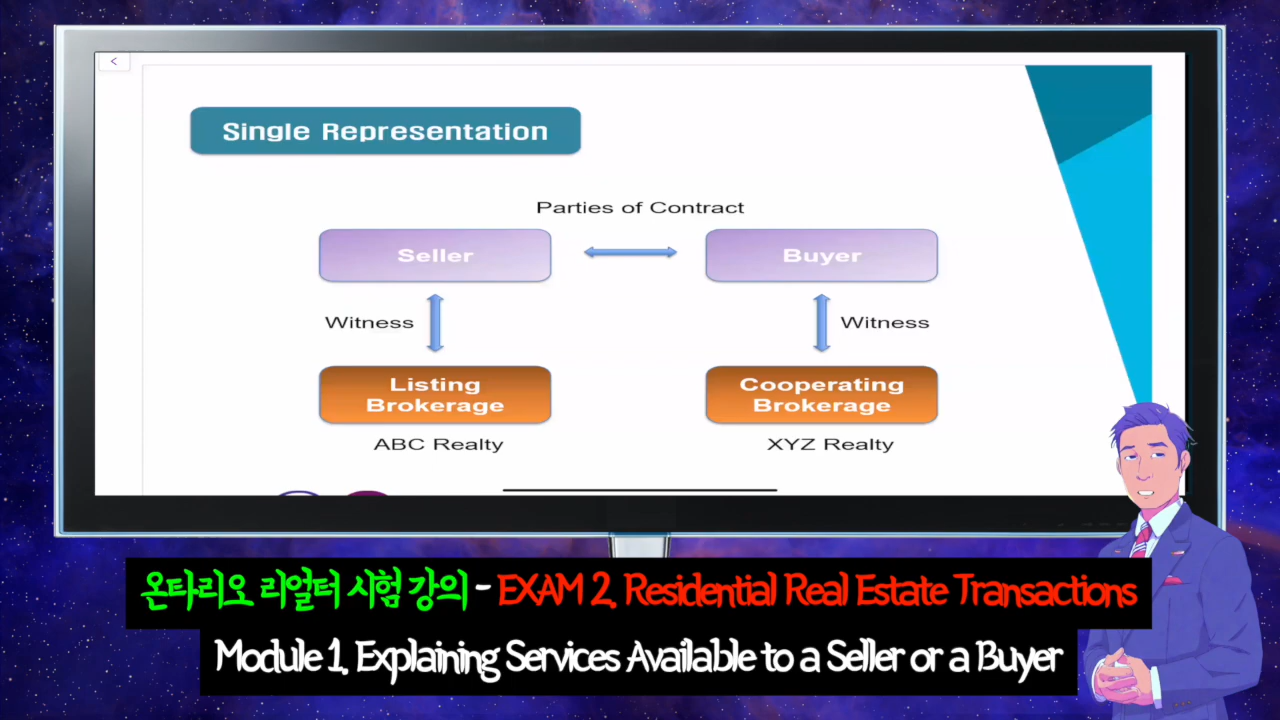 <
Single Representation
Parties of Contract
Seller
Buyer
Witness
Witness
Listing
Brokerage
Cooperating
Brokerage
ABC Realty
XYZ Realty
온타리오 리얼터 시험 강의 - EXAM 2, Residential Real Estate Transactions
Module 1, Explaining Services Available to a Seller or a Buyer